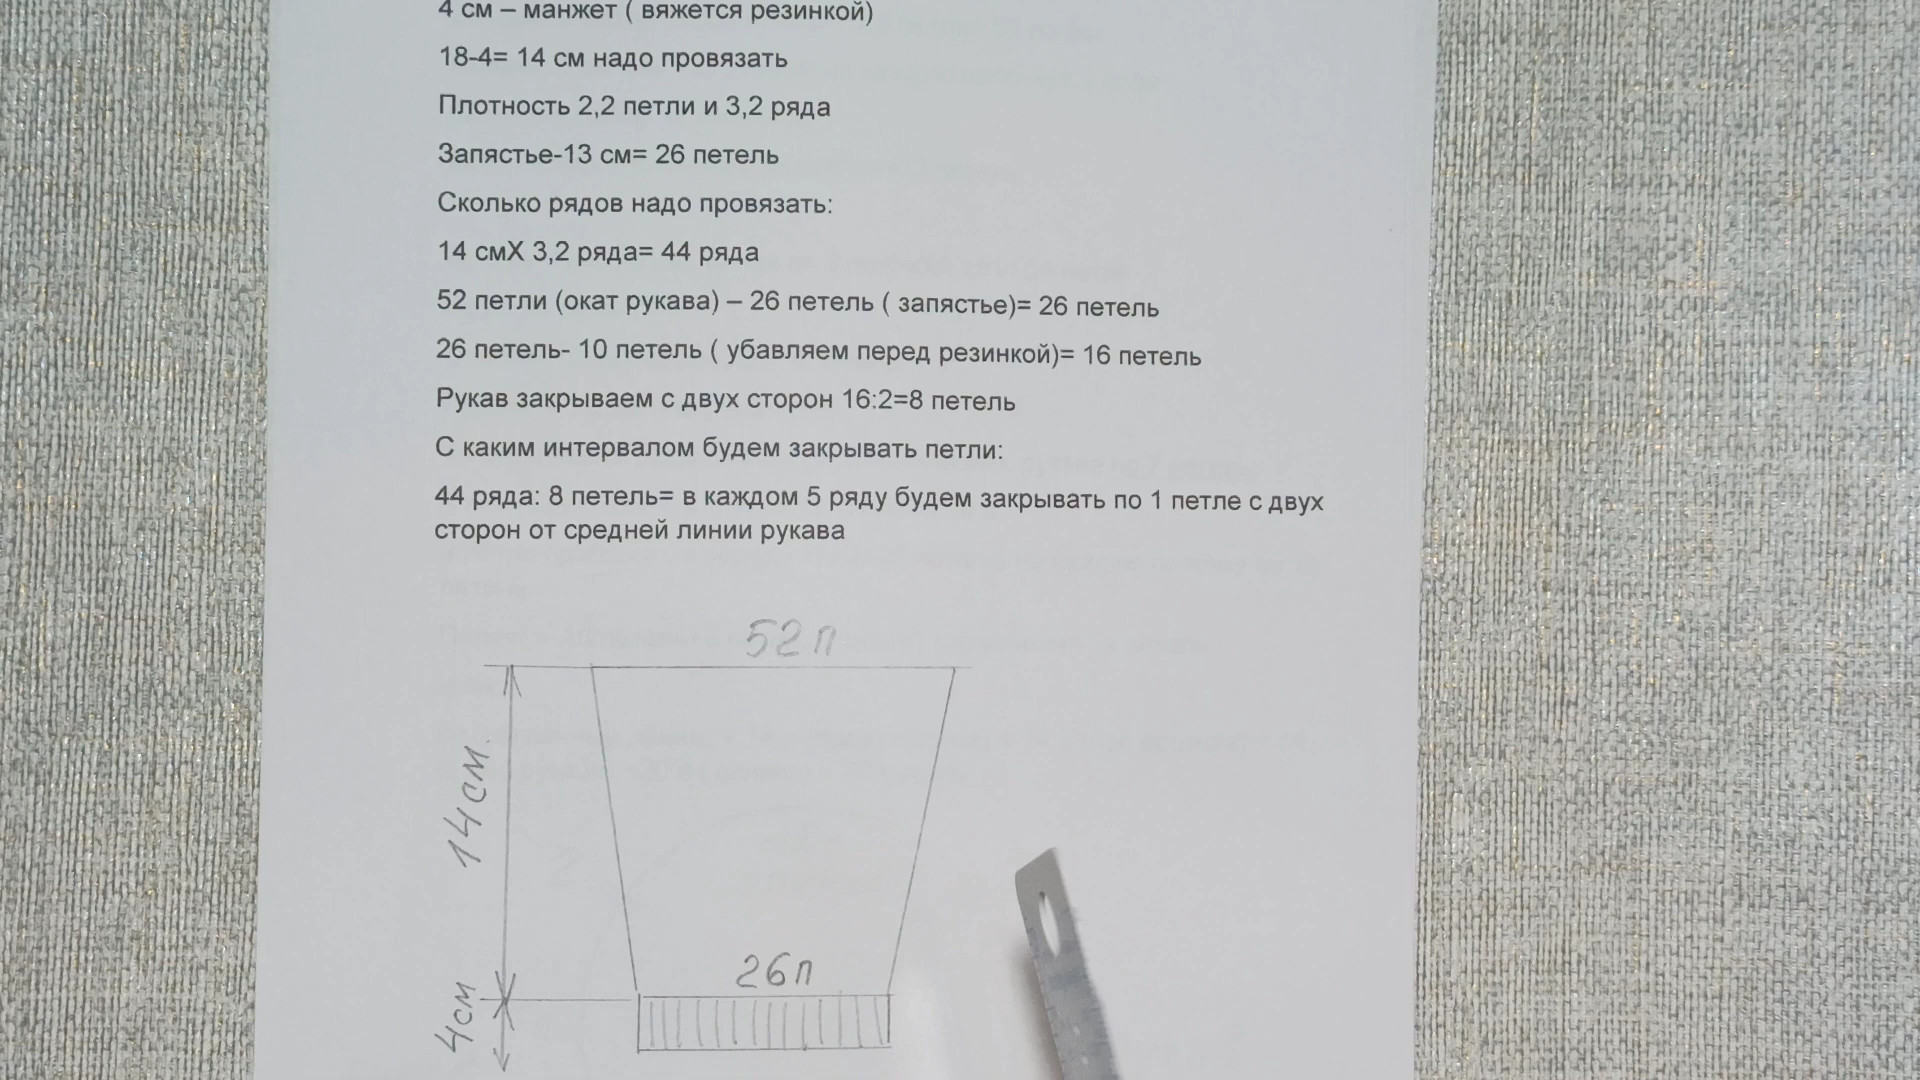 4 см – манжет ( вяжется резинкой)
18-4= 14 см надо провязать
Плотность 2,2 петли и 3,2 ряда
Запястье-13 см= 26 петель
Сколько рядов надо провязать:
14 смХ 3,2 ряда= 44 ряда
52 петли (окат рукава) – 26 петель ( запястье)= 26 петель
26 петель- 10 петель ( убавляем перед резинкой)= 16 петель
Рукав закрываем с двух сторон 16:2=8 петель
С каким интервалом будем закрывать петли:
44 ряда: 8 петель= в каждом 5 ряду будем закрывать по 1 петле с двух
сторон от средней линии рукава
52п
14см
26п
4см